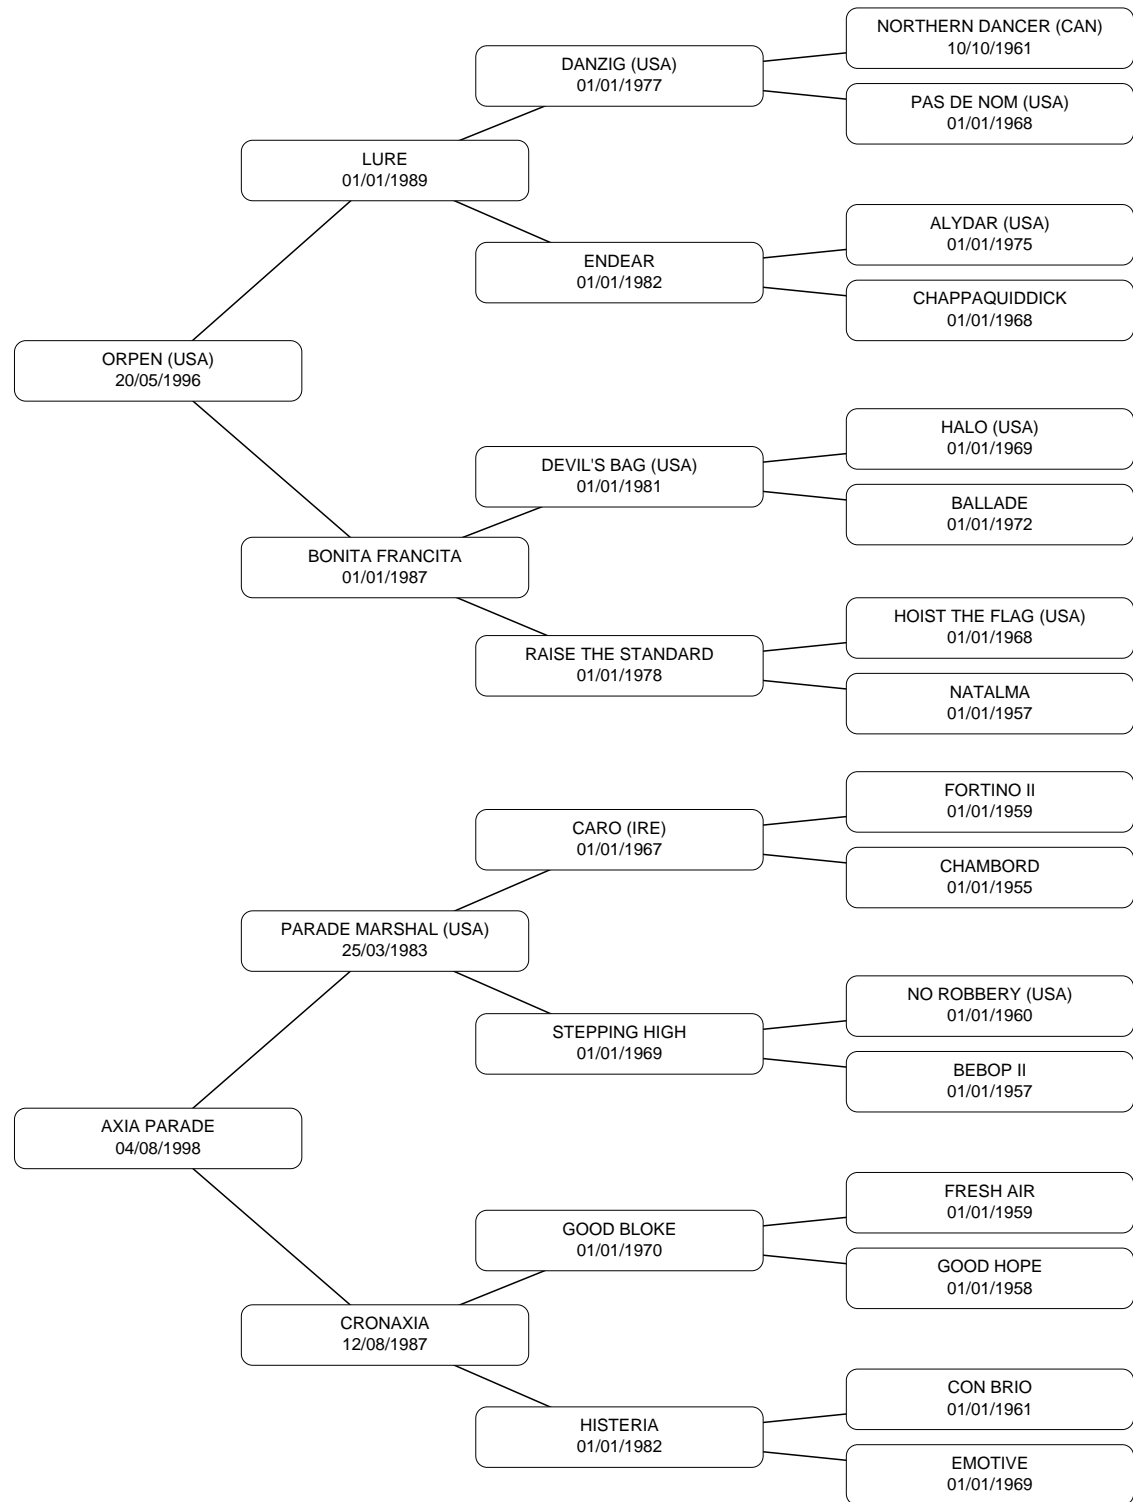 NORTHERN DANCER (CAN)
10/10/1961
DANZIG (USA)
01/01/1977
PAS DE NOM (USA)
01/01/1968
LURE
01/01/1989
ALYDAR (USA)
01/01/1975
ENDEAR
01/01/1982
CHAPPAQUIDDICK
01/01/1968
ORPEN (USA)
20/05/1996
HALO (USA)
01/01/1969
DEVIL'S BAG (USA)
01/01/1981
BALLADE
01/01/1972
BONITA FRANCITA
01/01/1987
HOIST THE FLAG (USA)
01/01/1968
RAISE THE STANDARD
01/01/1978
NATALMA
01/01/1957
FORTINO II
01/01/1959
CARO (IRE)
01/01/1967
CHAMBORD
01/01/1955
PARADE MARSHAL (USA)
25/03/1983
NO ROBBERY (USA)
01/01/1960
STEPPING HIGH
01/01/1969
BEBOP II
01/01/1957
AXIA PARADE
04/08/1998
FRESH AIR
01/01/1959
GOOD BLOKE
01/01/1970
GOOD HOPE
01/01/1958
CRONAXIA
12/08/1987
CON BRIO
01/01/1961
HISTERIA
01/01/1982
EMOTIVE
01/01/1969